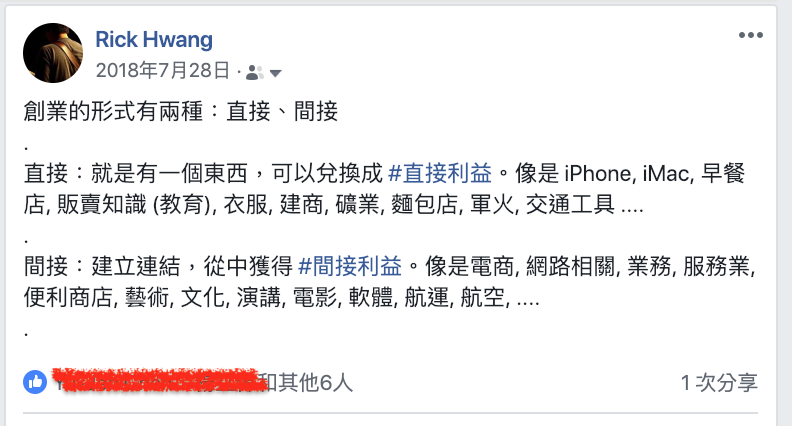 Rick Hwang
2018年7月28日 ·
創業的形式有兩種：直接、間接
.
直接：就是有一個東西，可以兌換成 #直接利益。像是 iPhone, iMac, 早餐
店, 販賣知識 (教育), 衣服, 建商, 礦業, 麵包店, 軍火, 交通工具 ....
.
間接：建立連結，從中獲得 #間接利益。像是電商, 網路相關, 業務, 服務業,
便利商店, 藝術, 文化, 演講, 電影, 軟體, 航運, 航空, ....
.
和其他6人
1 次分享